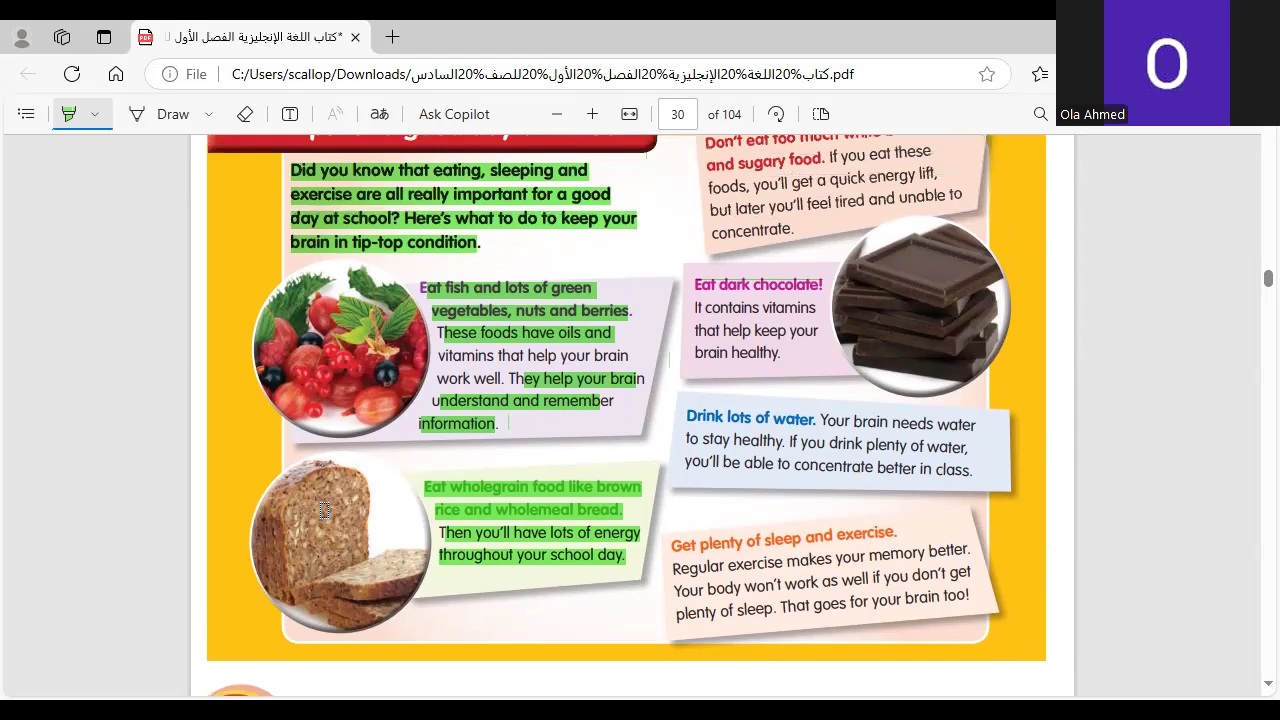 *كتاب اللغة الإنجليزية الفصل الأول ل
File
C:/Users/scallop/Downloads/كتاب%20اللغة%20الإنجليزية%20الفصل%20الأول%20للصف%20السادس.pdf
Draw
Ask Copilot
30 of 104
Ola Ahmed
O
Did you know that eating, sleeping and
exercise are all really important for a good
day at school? Here's what to do to keep your
brain in tip-top condition.
Eat fish and lots of green
vegetables, nuts and berries.
These foods have oils and
vitamins that help your brain
work well. They help your brain
understand and remember
information.
Eat wholegrain food like brown
rice and wholemeal bread.
Then you'll have lots of energy
throughout your school day.
Don't eat too much
and sugary food. If you eat these
foods, you'll get a quick energy lift,
but later you'll feel tired and unable to
concentrate.
Eat dark chocolate!
It contains vitamins
that help keep your
brain healthy.
Drink lots of water. Your brain needs water
to stay healthy. If you drink plenty of water,
you'll be able to concentrate better in class.
Get plenty of sleep and exercise.
Regular exercise makes your memory better.
Your body won't work as well if you don't get
plenty of sleep. That goes for your brain too!